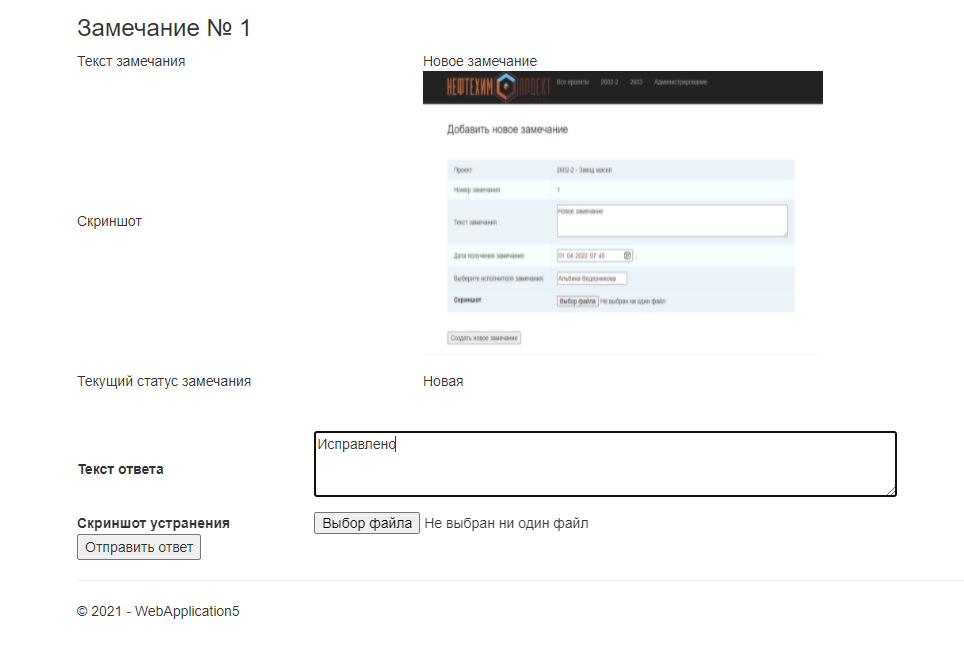 Замечание № 1
Текст замечания
Новое замечание
НЕФТЕХИМ ПРОЕКТ
Все проекты 2602-2 2603 Администрирование
Добавить новое замечание
Проект
2602-2 - Завод масел
Номер замечания
1
Скриншот
Текст замечания
Новое замечание
Дата получения замечания
01.04.2022 07:45
Выберите исполнителя замечания:
Альбина Ведерникова
Скриншот
Выбор файла Не выбран ни один файл
Создать новое замечание
Текущий статус замечания
Новая
Текст ответа
Исправлено
Скриншот устранения
Выбор файла Не выбран ни один файл
Отправить ответ
© 2021 - WebApplication5